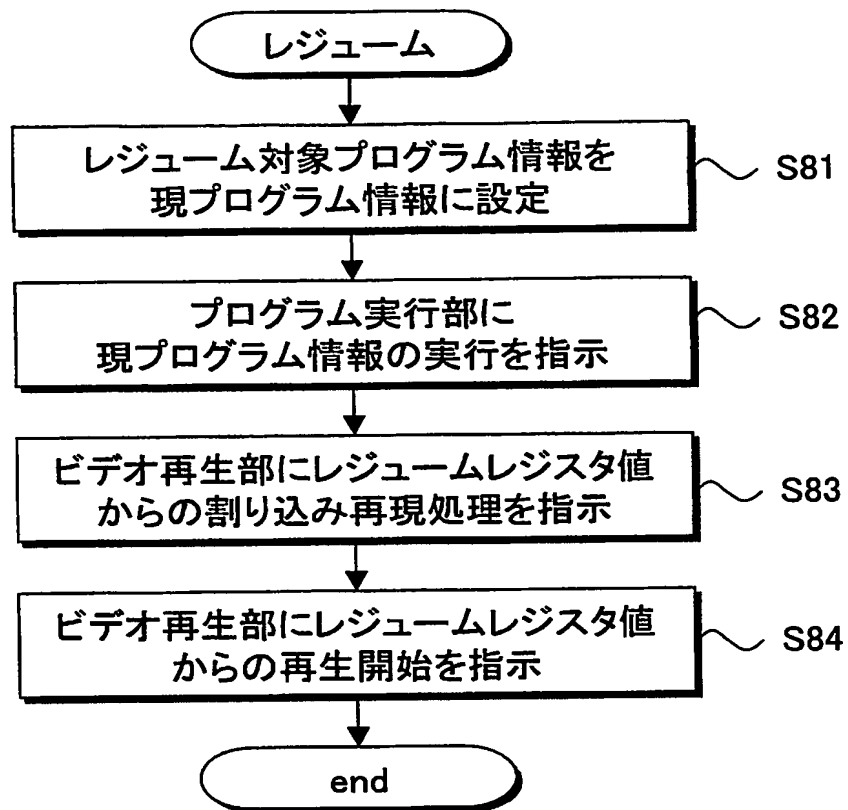 レジューム
レジューム対象プログラム情報を
現プログラム情報に設定
S81
プログラム実行部に
現プログラム情報の実行を指示
S82
ビデオ再生部にレジュームレジスタ値
からの割り込み再現処理を指示
S83
ビデオ再生部にレジュームレジスタ値
からの再生開始を指示
S84
end